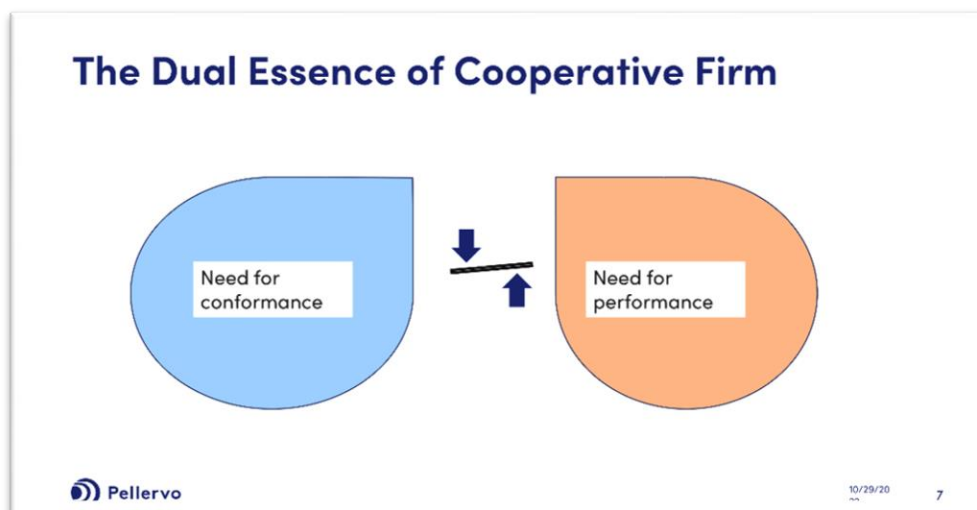 The Dual Essence of Cooperative Firm
Need for
conformance
Need for
performance
Pellervo
10/29/20
7